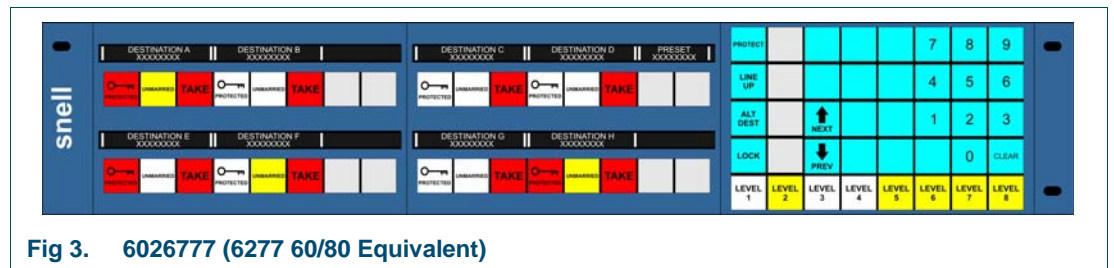 snell
DESTINATION A DESTINATION B
XXXXXXXX XXXXXXXX
PROTECTED UNMARRIED TAKE PROTECTED UNMARRIED TAKE
DESTINATION E DESTINATION F
XXXXXXXX XXXXXXXX
PROTECTED UNMARRIED TAKE PROTECTED UNMARRIED TAKE
DESTINATION C DESTINATION D PRESET
XXXXXXXX XXXXXXXX XXXXXXXX
PROTECTED UNMARRIED TAKE PROTECTED UNMARRIED TAKE
DESTINATION G DESTINATION H
XXXXXXXX XXXXXXXX
PROTECTED UNMARRIED TAKE PROTECTED UNMARRIED TAKE
PROTECT 7 8 9
LINE UP 4 5 6
ALT DEST NEXT 1 2 3
LOCK PREV 0 CLEAR
LEVEL 1 LEVEL 2 LEVEL 3 LEVEL 4 LEVEL 5 LEVEL 6 LEVEL 7 LEVEL 8
Fig 3. 6026777 (6277 60/80 Equivalent)